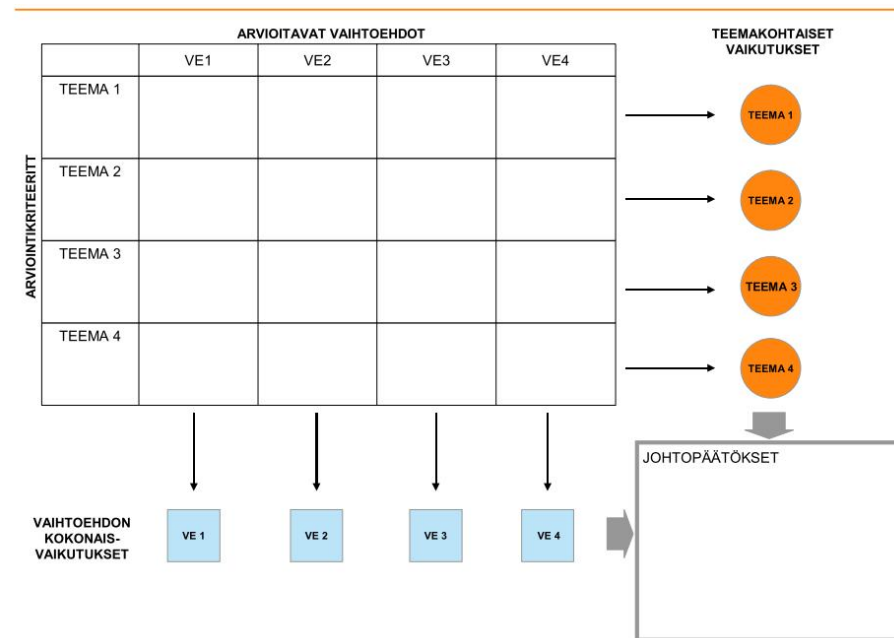 ARVIOITAVAT VAIHTOEHDOT
TEEMAKOHTAISET
VAIKUTUKSET
VE1
VE2
VE3
VE4
ARVIOINTIKRITEERITT
TEEMA 1
TEEMA 1
TEEMA 2
TEEMA 2
TEEMA 3
TEEMA 3
TEEMA 4
TEEMA 4
JOHTOPÄÄTÖKSET
VAIHTOEHDON
KOKONAIS-
VAIKUTUKSET
VE 1
VE 2
VE 3
VE 4